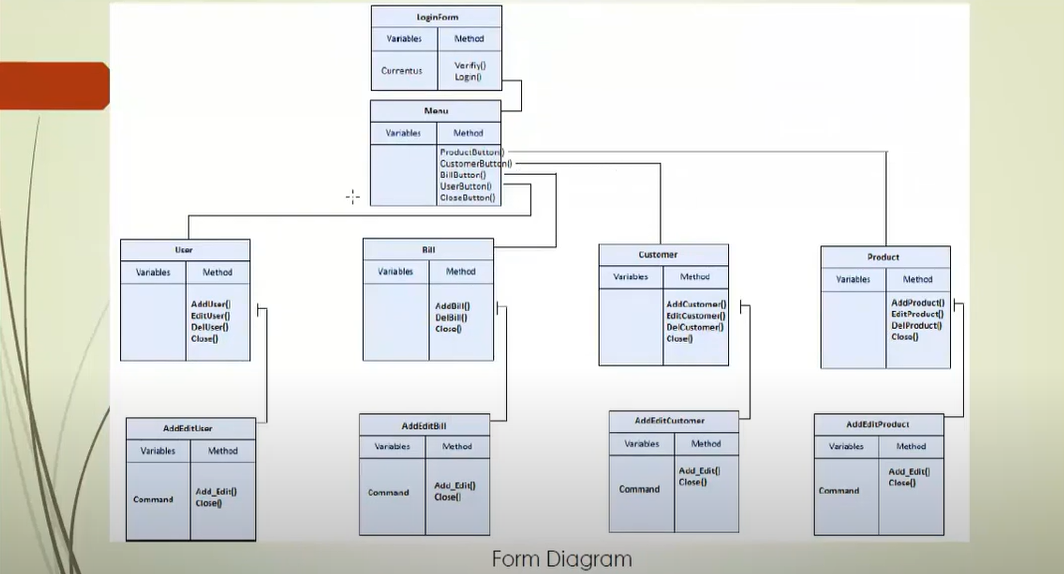 LoginForm
Variables Method
Currentus
Verifiy()
Login()
Menu
Variables Method
ProductButton()
CustomerButton()
BillButton()
UserButton()
CloseButton()
User
Variables Method
AddUser()
EditUser()
DelUser()
Close()
Bill
Variables Method
AddBill()
DelBill()
Close()
Customer
Variables Method
AddCustomer()
EditCustomer()
DelCustomer()
Close()
Product
Variables Method
AddProduct()
EditProduct()
DelProduct()
Close()
AddEditUser
Variables Method
Command
Add_Edit()
Close()
AddEditBill
Variables Method
Command
Add_Edit()
Close()
AddEditCustomer
Variables Method
Command
Add_Edit()
Close()
AddEditProduct
Variables Method
Command
Add_Edit()
Close()
Form Diagram